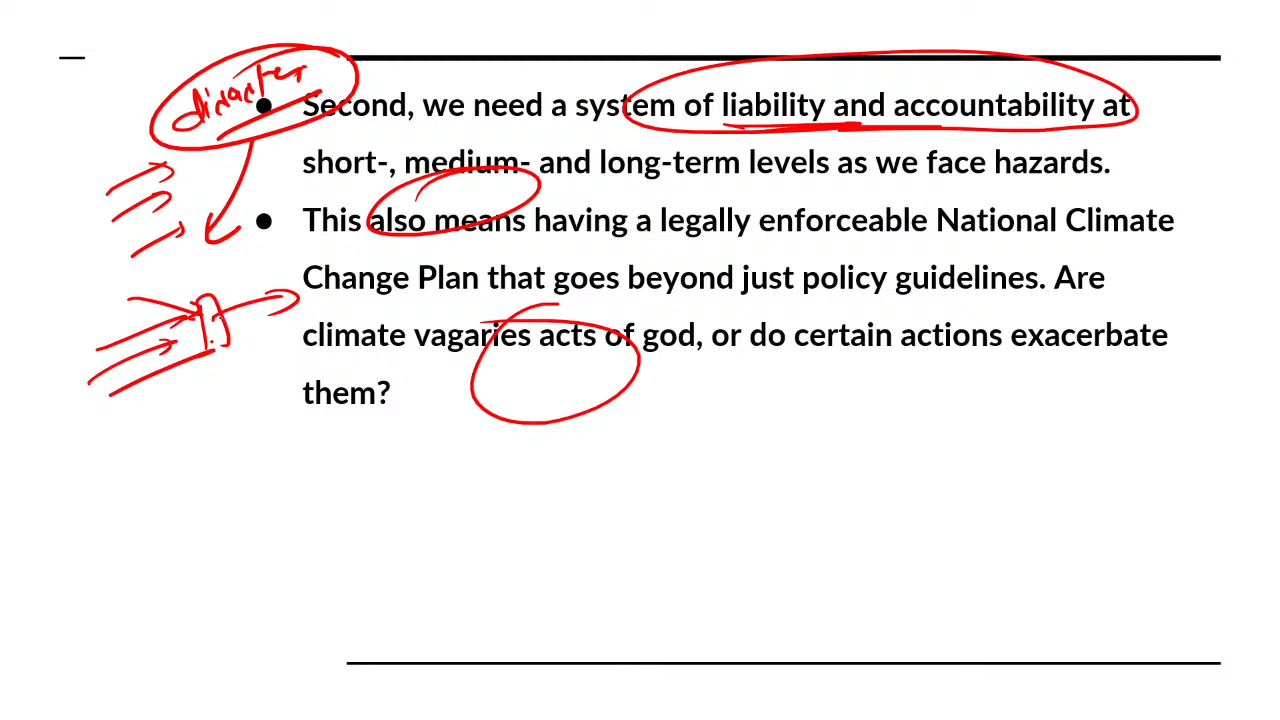 disaster
• Second, we need a system of liability and accountability at
short-, medium- and long-term levels as we face hazards.
• This also means having a legally enforceable National Climate
Change Plan that goes beyond just policy guidelines. Are
climate vagaries acts of god, or do certain actions exacerbate
them?